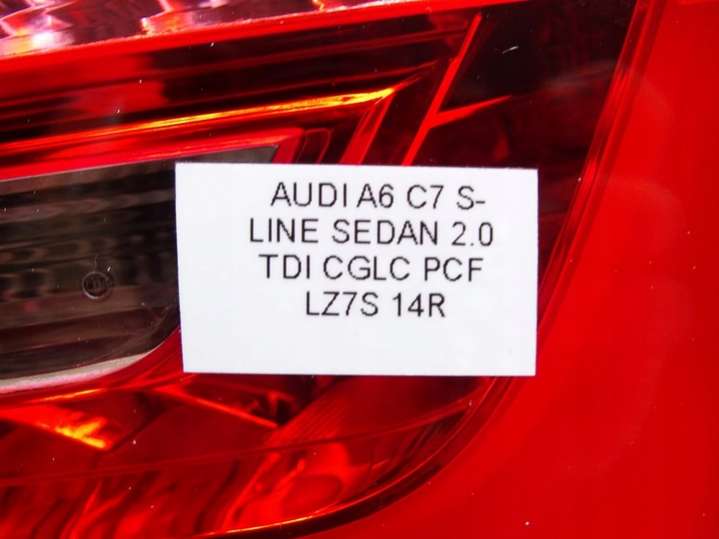 AUDI A6 C7 S-
LINE SEDAN 2.0
TDI CGLC PCF
LZ7S 14R